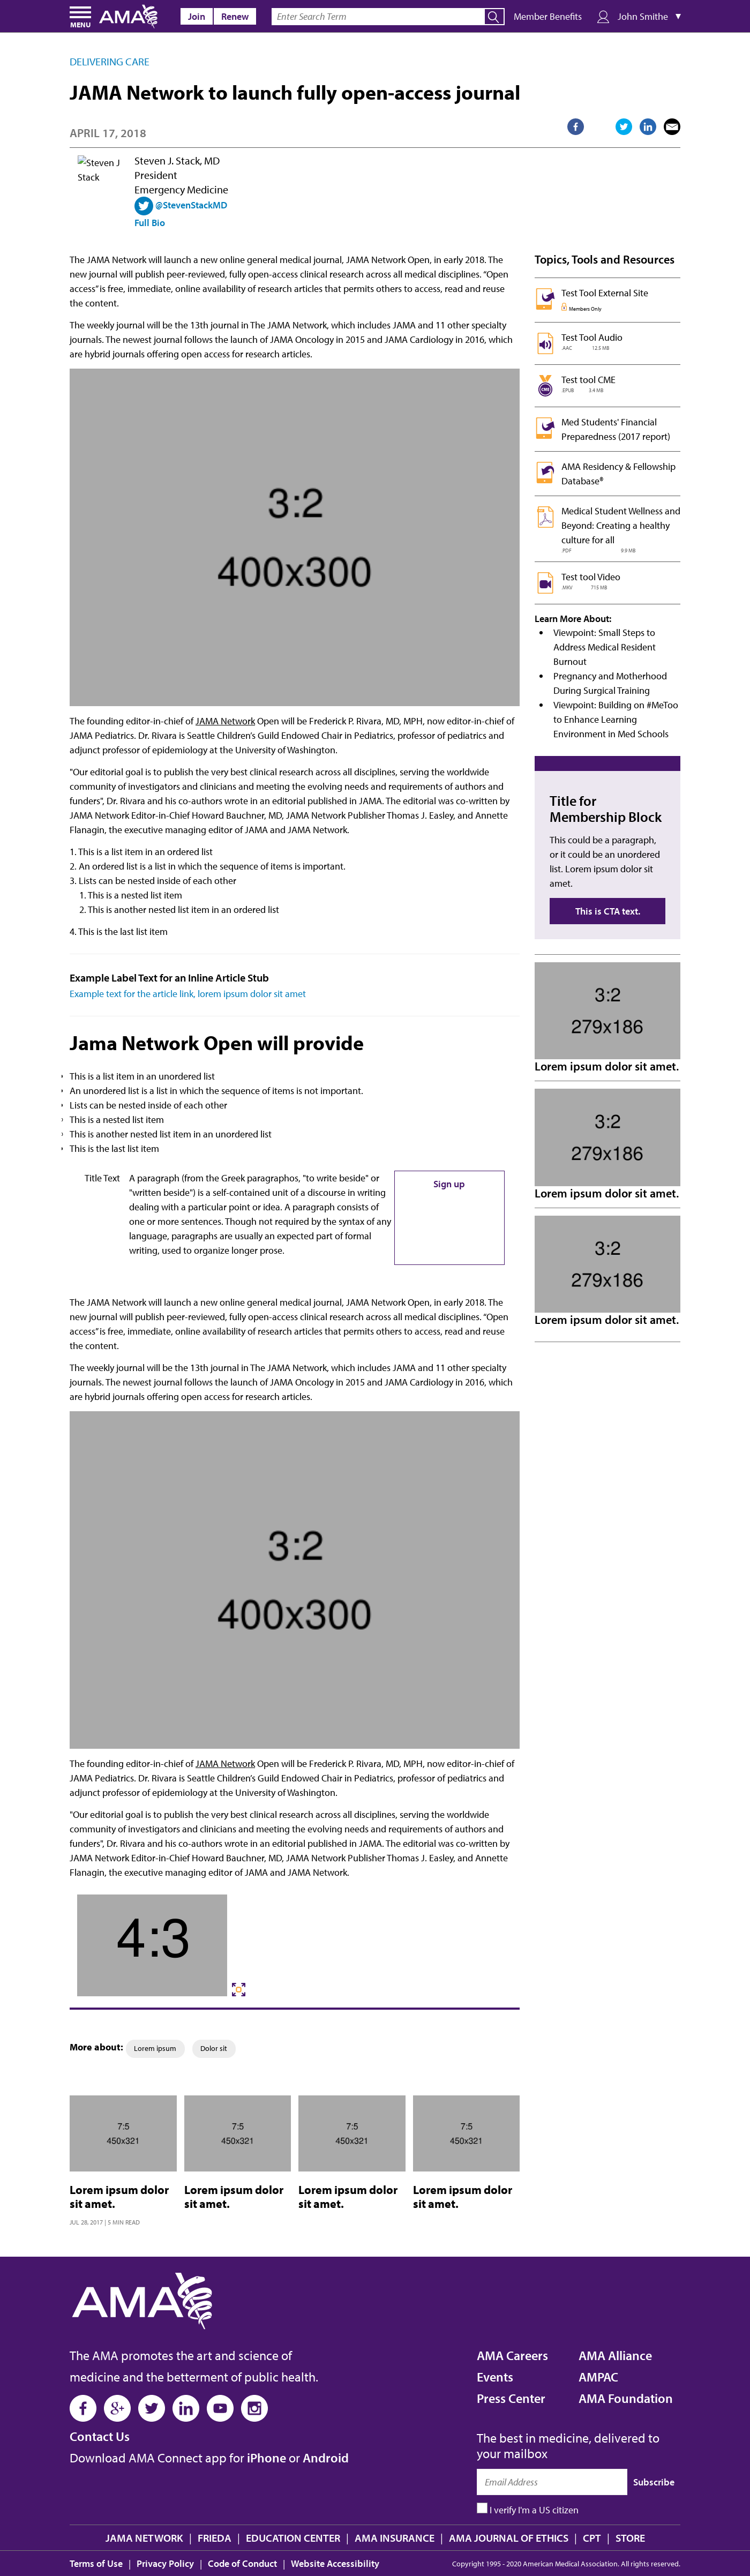 MENU
AMA
Join
Renew
Enter Search Term
Member Benefits
John Smithe ▼
DELIVERING CARE
JAMA Network to launch fully open-access journal
APRIL 17, 2018
Steven J
Stack
Steven J. Stack, MD
President
Emergency Medicine
@StevenStackMD
Full Bio
The JAMA Network will launch a new online general medical journal, JAMA Network Open, in early 2018. The
new journal will publish peer-reviewed, fully open-access clinical research across all medical disciplines. “Open
access” is free, immediate, online availability of research articles that permits others to access, read and reuse
the content.
The weekly journal will be the 13th journal in The JAMA Network, which includes JAMA and 11 other specialty
journals. The newest journal follows the launch of JAMA Oncology in 2015 and JAMA Cardiology in 2016, which
are hybrid journals offering open access for research articles.
3:2
400x300
The founding editor-in-chief of JAMA Network Open will be Frederick P. Rivara, MD, MPH, now editor-in-chief of
JAMA Pediatrics. Dr. Rivara is Seattle Children’s Guild Endowed Chair in Pediatrics, professor of pediatrics and
adjunct professor of epidemiology at the University of Washington.
"Our editorial goal is to publish the very best clinical research across all disciplines, serving the worldwide
community of investigators and clinicians and meeting the evolving needs and requirements of authors and
funders", Dr. Rivara and his co-authors wrote in an editorial published in JAMA. The editorial was co-written by
JAMA Network Editor-in-Chief Howard Bauchner, MD, JAMA Network Publisher Thomas J. Easley, and Annette
Flanagin, the executive managing editor of JAMA and JAMA Network.
1. This is a list item in an ordered list
2. An ordered list is a list in which the sequence of items is important.
3. Lists can be nested inside of each other
1. This is a nested list item
2. This is another nested list item in an ordered list
4. This is the last list item
Example Label Text for an Inline Article Stub
Example text for the article link, lorem ipsum dolor sit amet
Jama Network Open will provide
This is a list item in an unordered list
An unordered list is a list in which the sequence of items is not important.
Lists can be nested inside of each other
This is a nested list item
This is another nested list item in an unordered list
This is the last list item
Title Text
A paragraph (from the Greek paragraphos, "to write beside" or
"written beside") is a self-contained unit of a discourse in writing
dealing with a particular point or idea. A paragraph consists of
one or more sentences. Though not required by the syntax of any
language, paragraphs are usually an expected part of formal
writing, used to organize longer prose.
Sign up
The JAMA Network will launch a new online general medical journal, JAMA Network Open, in early 2018. The
new journal will publish peer-reviewed, fully open-access clinical research across all medical disciplines. “Open
access” is free, immediate, online availability of research articles that permits others to access, read and reuse
the content.
The weekly journal will be the 13th journal in The JAMA Network, which includes JAMA and 11 other specialty
journals. The newest journal follows the launch of JAMA Oncology in 2015 and JAMA Cardiology in 2016, which
are hybrid journals offering open access for research articles.
3:2
400x300
The founding editor-in-chief of JAMA Network Open will be Frederick P. Rivara, MD, MPH, now editor-in-chief of
JAMA Pediatrics. Dr. Rivara is Seattle Children’s Guild Endowed Chair in Pediatrics, professor of pediatrics and
adjunct professor of epidemiology at the University of Washington.
"Our editorial goal is to publish the very best clinical research across all disciplines, serving the worldwide
community of investigators and clinicians and meeting the evolving needs and requirements of authors and
funders", Dr. Rivara and his co-authors wrote in an editorial published in JAMA. The editorial was co-written by
JAMA Network Editor-in-Chief Howard Bauchner, MD, JAMA Network Publisher Thomas J. Easley, and Annette
Flanagin, the executive managing editor of JAMA and JAMA Network.
4:3
More about: Lorem ipsum Dolor sit
Topics, Tools and Resources
Test Tool External Site
Members Only
Test Tool Audio
.AAC 12.5 MB
CME
Test tool CME
.EPUB 3.4 MB
Med Students' Financial
Preparedness (2017 report)
AMA Residency & Fellowship
Database®
Medical Student Wellness and
Beyond: Creating a healthy
culture for all
.PDF 9.9 MB
Test tool Video
.MKV 715 MB
Learn More About:
Viewpoint: Small Steps to
Address Medical Resident
Burnout
Pregnancy and Motherhood
During Surgical Training
Viewpoint: Building on #MeToo
to Enhance Learning
Environment in Med Schools
Title for
Membership Block
This could be a paragraph,
or it could be an unordered
list. Lorem ipsum dolor sit
amet.
This is CTA text.
3:2
279x186
Lorem ipsum dolor sit amet.
3:2
279x186
Lorem ipsum dolor sit amet.
3:2
279x186
Lorem ipsum dolor sit amet.
7:5
450x321
Lorem ipsum dolor
sit amet.
JUL 28, 2017 | 5 MIN READ
7:5
450x321
Lorem ipsum dolor
sit amet.
7:5
450x321
Lorem ipsum dolor
sit amet.
7:5
450x321
Lorem ipsum dolor
sit amet.
AMA
The AMA promotes the art and science of
medicine and the betterment of public health.
Contact Us
Download AMA Connect app for iPhone or Android
AMA Careers
Events
Press Center
AMA Alliance
AMPAC
AMA Foundation
The best in medicine, delivered to
your mailbox
Email Address
Subscribe
I verify I'm a US citizen
JAMA NETWORK | FRIEDA | EDUCATION CENTER | AMA INSURANCE | AMA JOURNAL OF ETHICS | CPT | STORE
Terms of Use | Privacy Policy | Code of Conduct | Website Accessibility
Copyright 1995 - 2020 American Medical Association. All rights reserved.